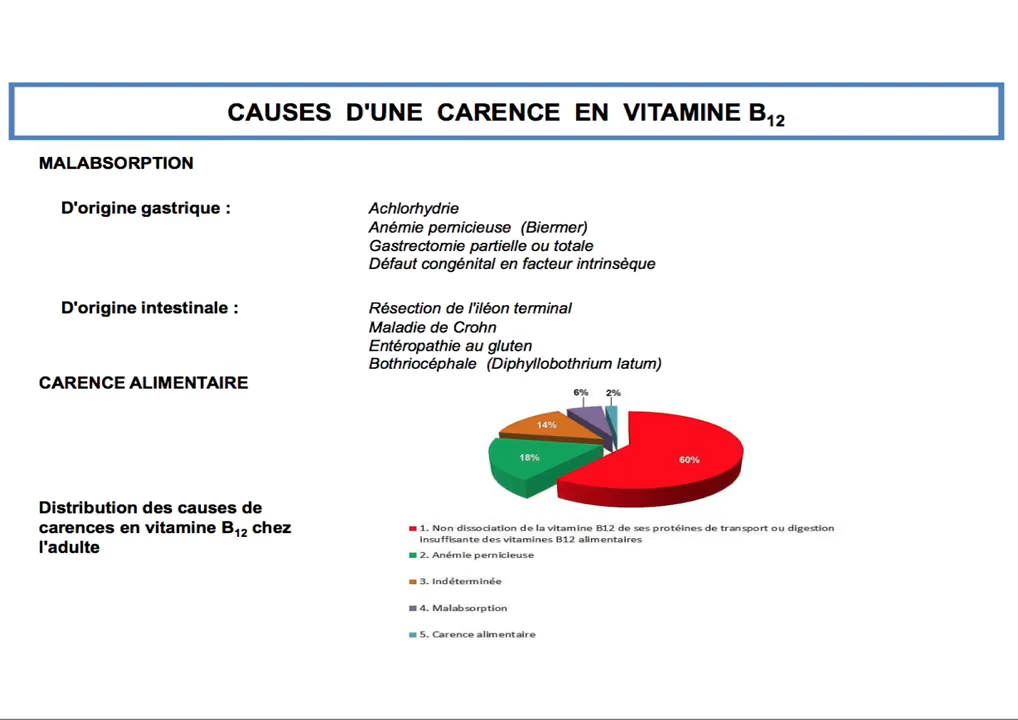 CAUSES D'UNE CARENCE EN VITAMINE B12
MALABSORPTION
D'origine gastrique :
Achlorhydrie
Anémie pernicieuse (Biermer)
Gastrectomie partielle ou totale
Défaut congénital en facteur intrinsèque
D'origine intestinale :
Résection de l'iléon terminal
Maladie de Crohn
Entéropathie au gluten
Bothriocéphale (Diphyllobothrium latum)
CARENCE ALIMENTAIRE
6% 2%
14%
18%
60%
Distribution des causes de
carences en vitamine B12 chez
l'adulte
1. Non dissociation de la vitamine B12 de ses protéines de transport ou digestion
insuffisante des vitamines B12 alimentaires
2. Anémie pernicieuse
3. Indéterminée
4. Malabsorption
5. Carence alimentaire